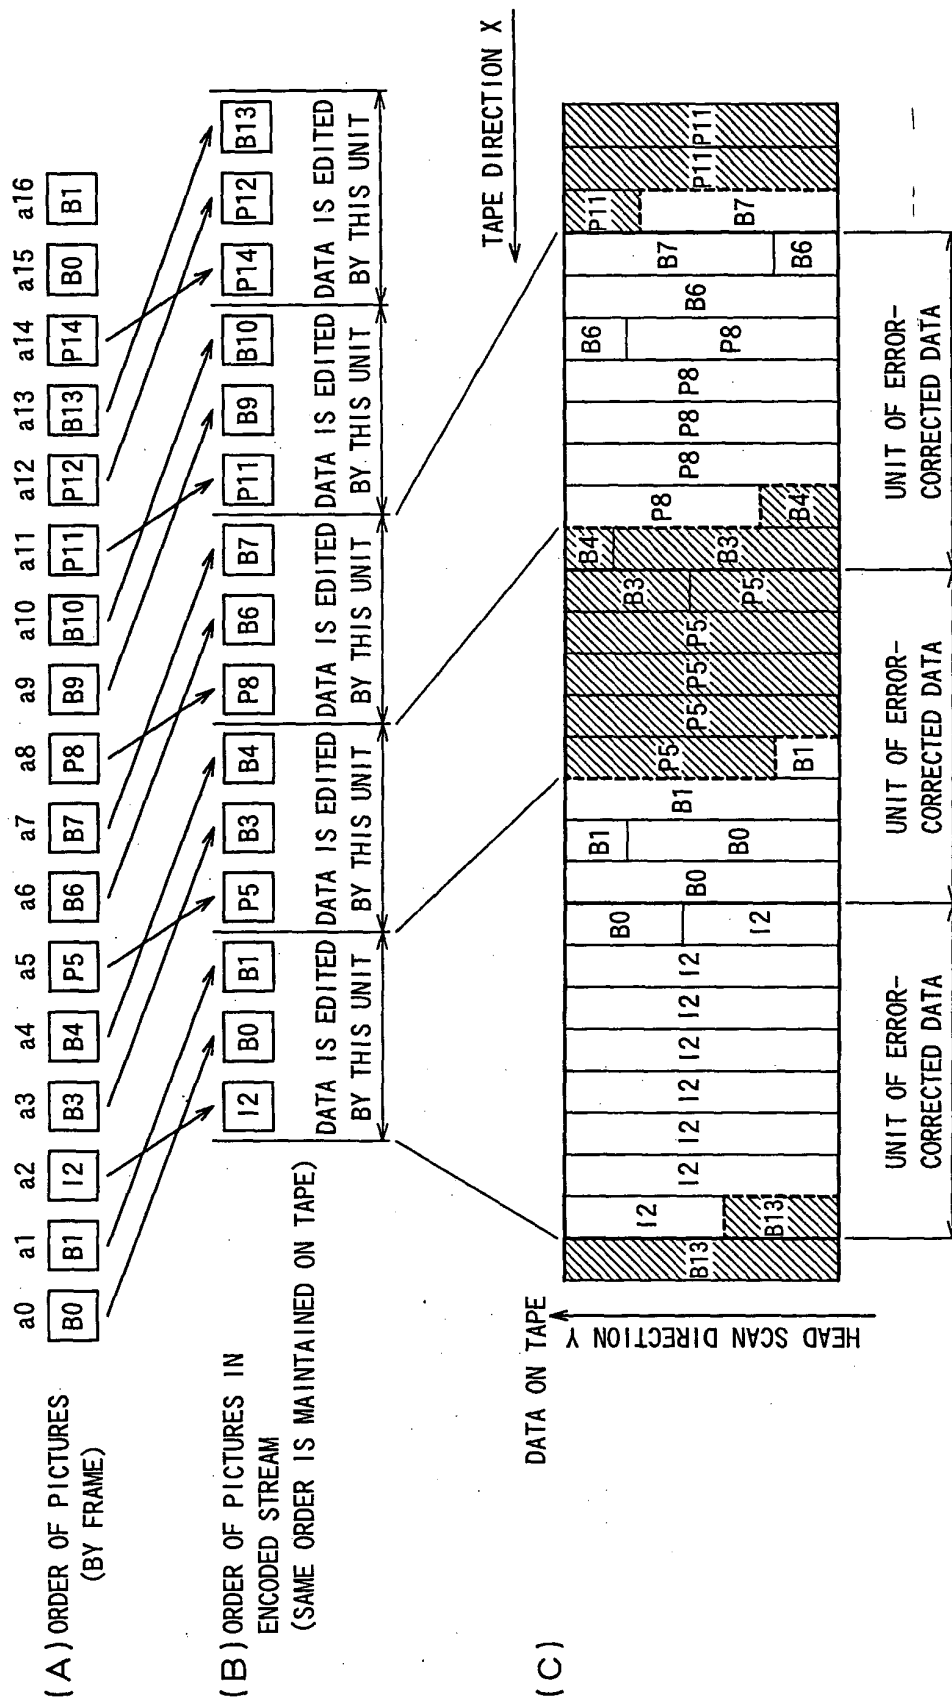 (A) ORDER OF PICTURES
(BY FRAME)
a0 a1 a2 a3 a4 a5 a6 a7 a8 a9 a10 a11 a12 a13 a14 a15 a16
B0 B1 I2 B3 B4 P5 B6 B7 P8 B9 B10 P11 P12 B13 P14 B0 B1
(B) ORDER OF PICTURES IN
ENCODED STREAM
(SAME ORDER IS MAINTAINED ON TAPE)
I2 B0 B1 P5 B3 B4 P8 B6 B7 P11 B9 B10 P14 P12 B13
DATA IS EDITED
BY THIS UNIT
DATA IS EDITED
BY THIS UNIT
DATA IS EDITED
BY THIS UNIT
DATA IS EDITED
BY THIS UNIT
DATA IS EDITED
BY THIS UNIT
TAPE DIRECTION X
(C)
DATA ON TAPE
HEAD SCAN DIRECTION Y
B13
I2
B13
I2
I2
I2
I2
I2
I2
B0
I2
B0
B1
B0
B1
P5
B1
P5
P5
P5
B3
P5
B4
B3
P8
B4
P8
P8
P8
B6
P8
B6
B7
B6
P11
B7
P11
P11
UNIT OF ERROR-
CORRECTED DATA
UNIT OF ERROR-
CORRECTED DATA
UNIT OF ERROR-
CORRECTED DATA